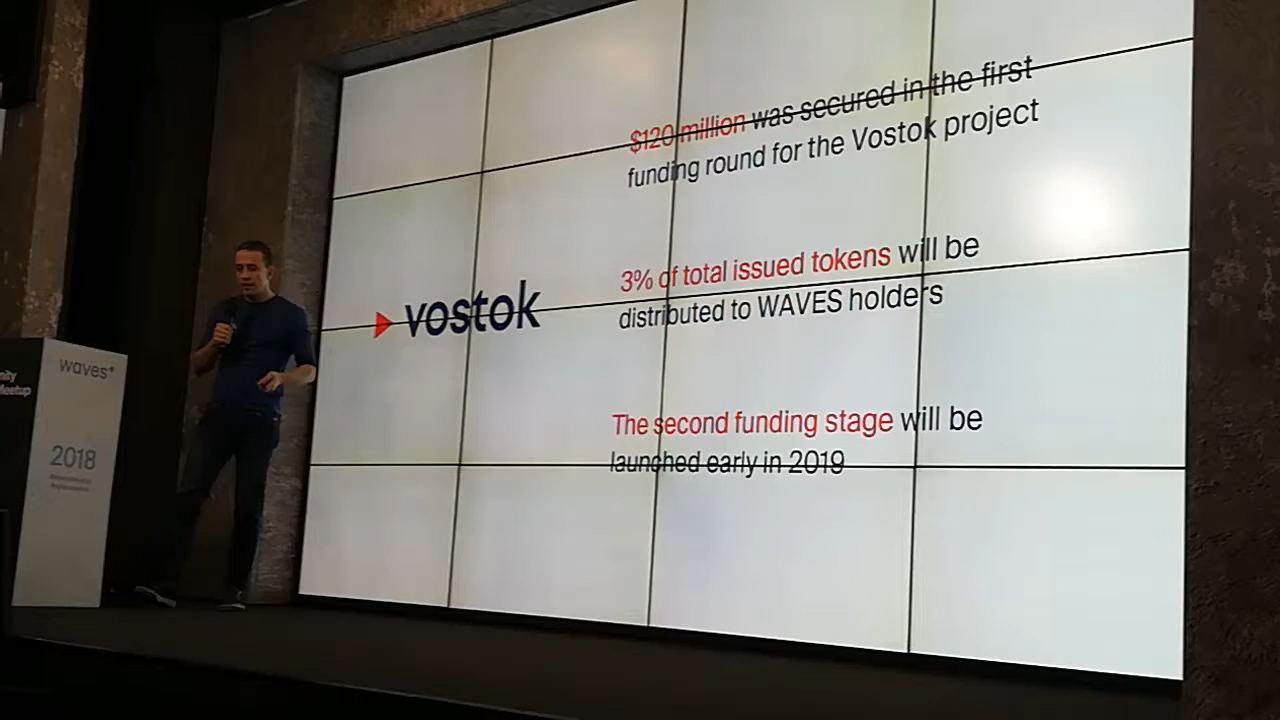 $120 million was secured in the first
funding round for the Vostok project
3% of total issued tokens will be
distributed to WAVES holders
vostok
The second funding stage will be
launched early in 2019
waves
2018